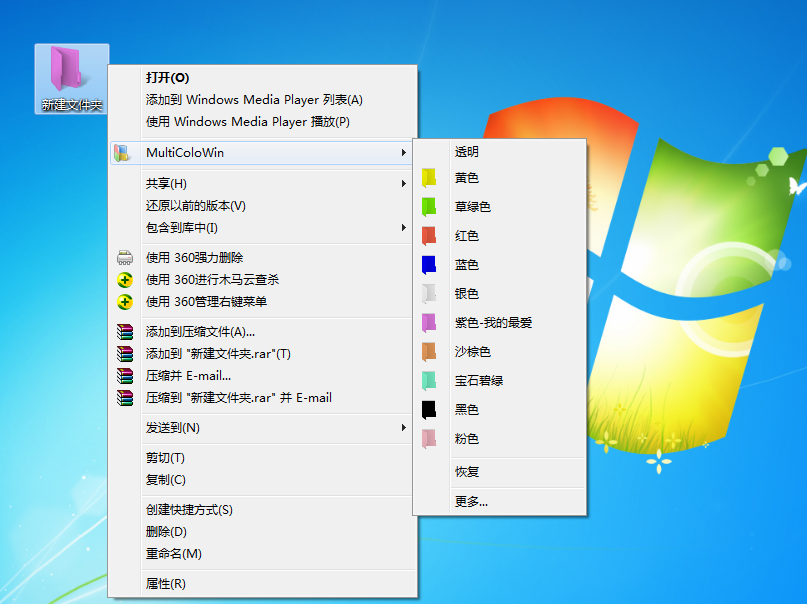 新建文件夹
打开(O)
添加到 Windows Media Player 列表(A)
使用 Windows Media Player 播放(P)
MultiColoWin
共享(H)
还原以前的版本(V)
包含到库中(I)
使用 360强力删除
使用 360进行木马云查杀
使用 360管理右键菜单
添加到压缩文件(A)...
添加到 "新建文件夹.rar"(T)
压缩并 E-mail...
压缩到 "新建文件夹.rar" 并 E-mail
发送到(N)
剪切(T)
复制(C)
创建快捷方式(S)
删除(D)
重命名(M)
属性(R)
透明
黄色
草绿色
红色
蓝色
银色
紫色-我的最爱
沙棕色
宝石碧绿
黑色
粉色
恢复
更多...